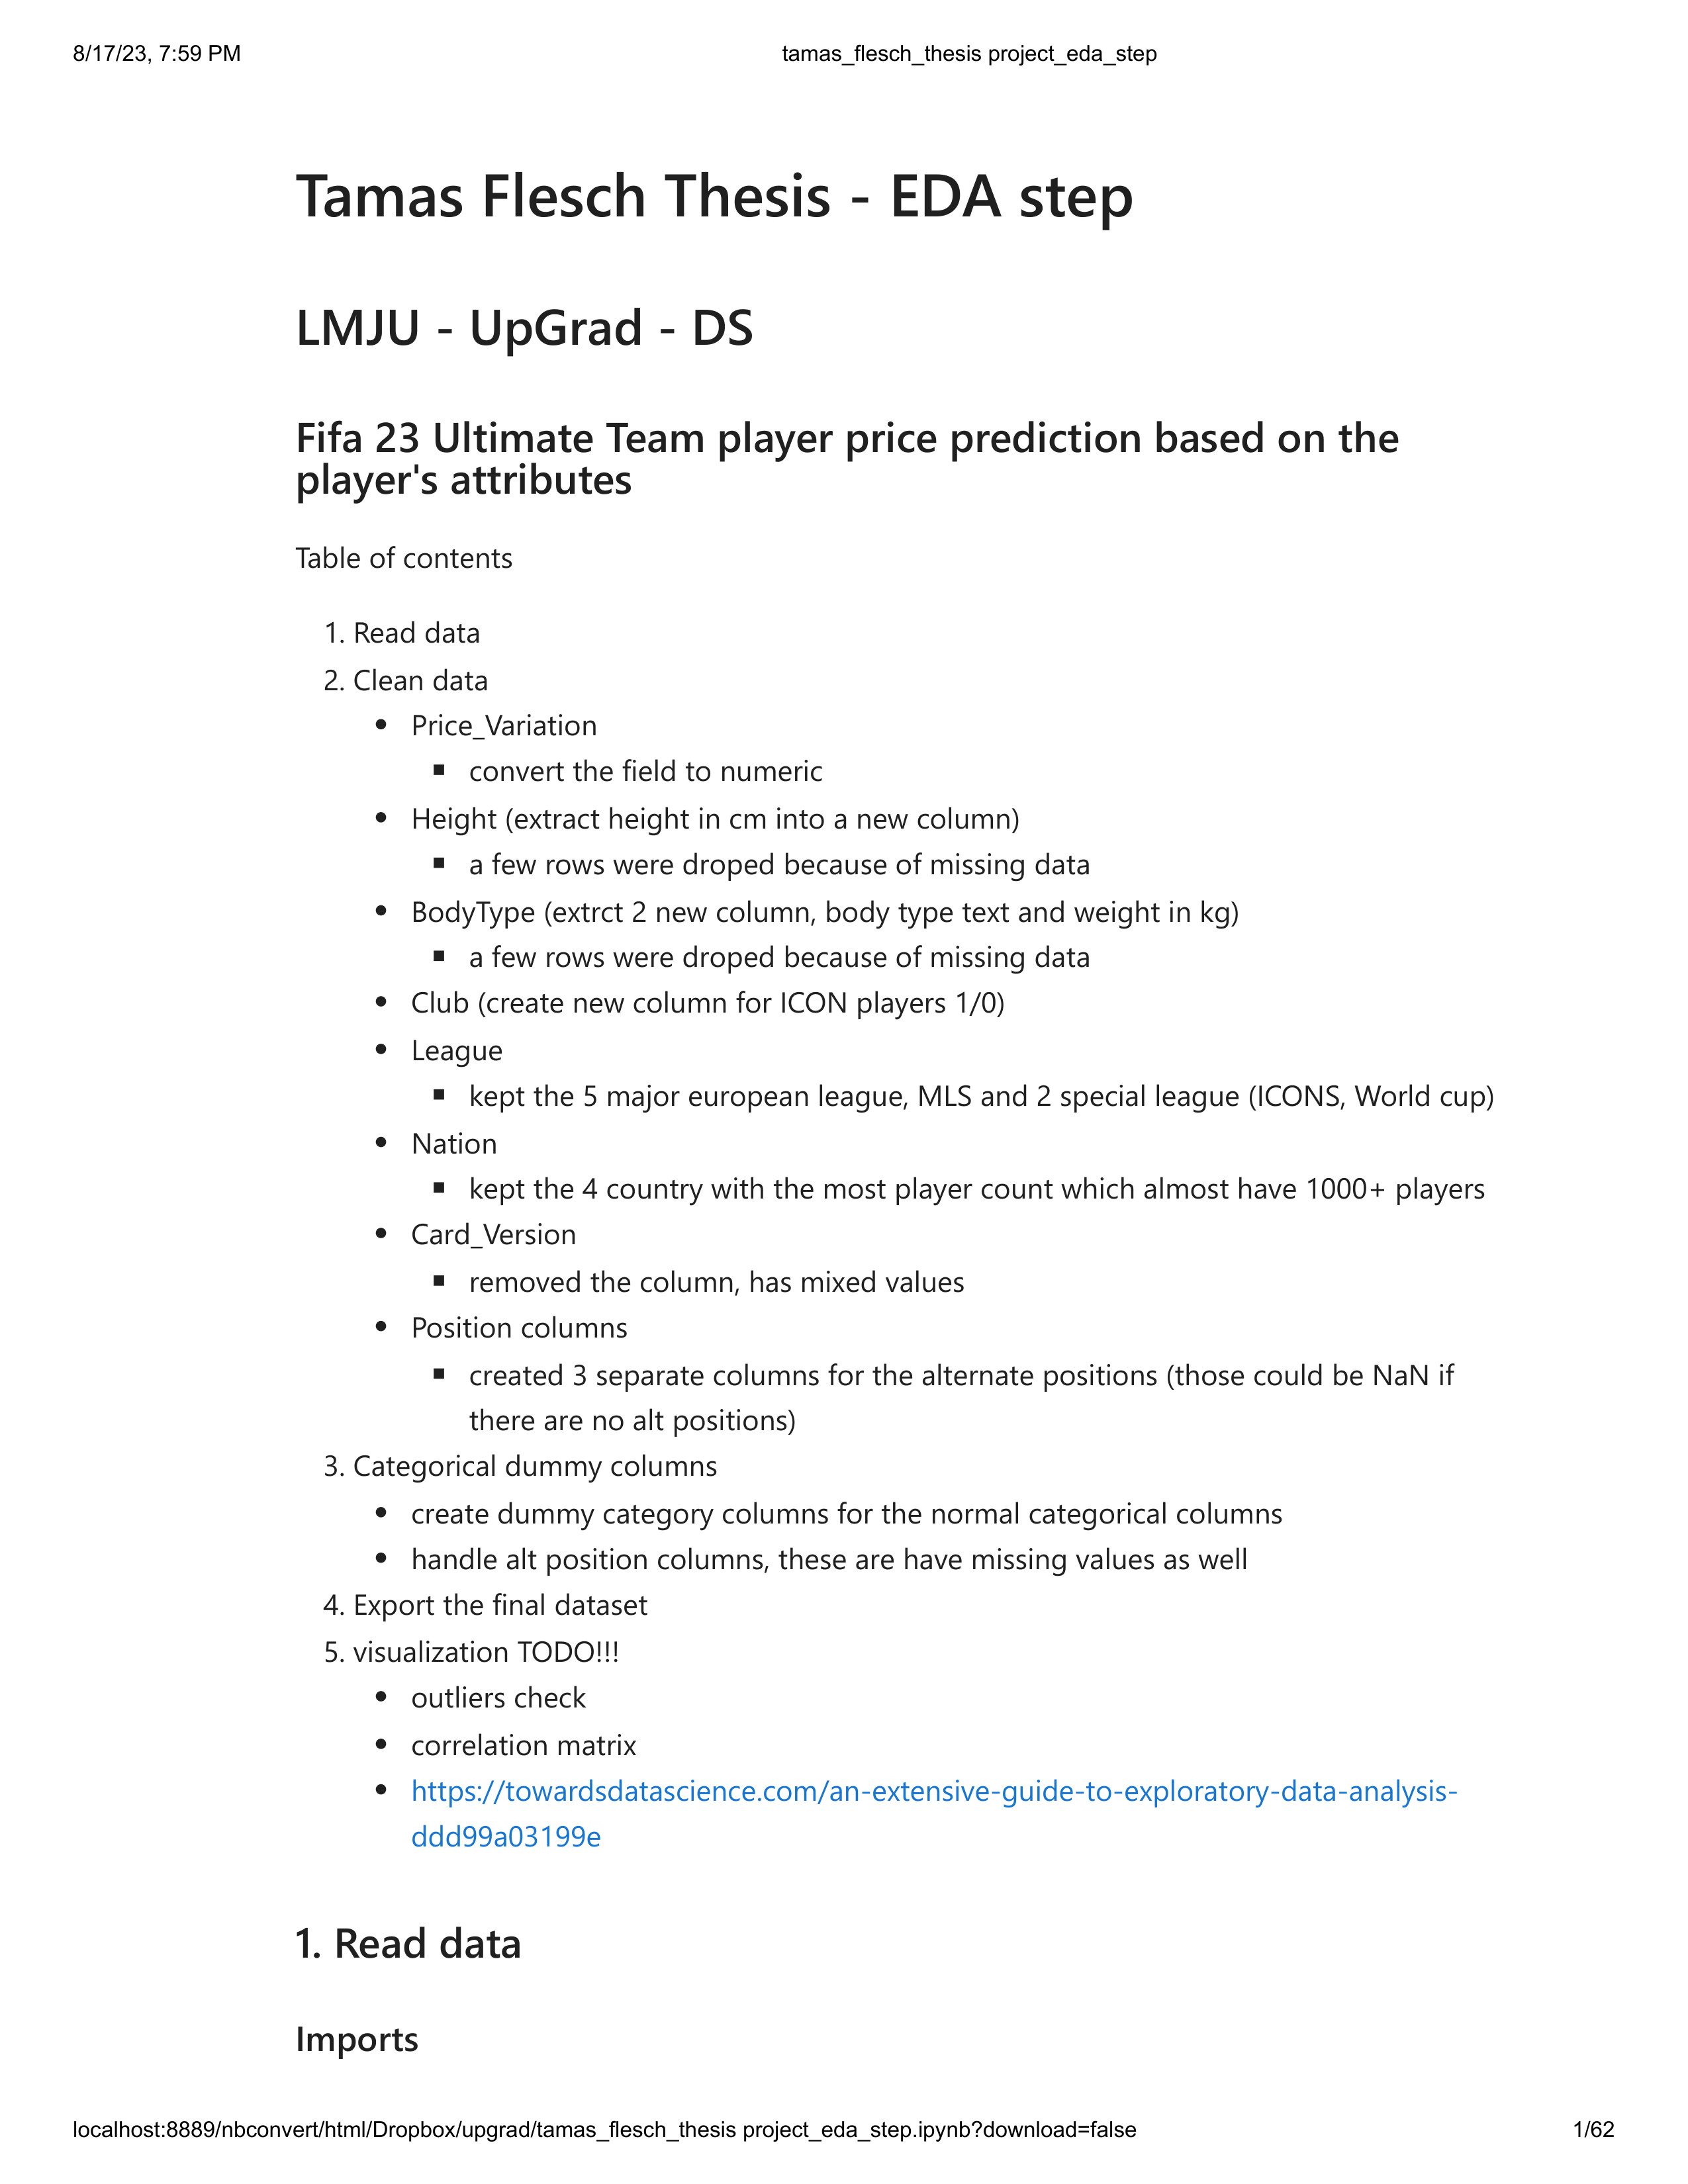 8/17/23, 7:59 PM
tamas_flesch_thesis project_eda_step
Tamas Flesch Thesis - EDA step
LMJU - UpGrad - DS
Fifa 23 Ultimate Team player price prediction based on the
player's attributes
Table of contents
1. Read data
2. Clean data
• Price_Variation
▪ convert the field to numeric
• Height (extract height in cm into a new column)
▪ a few rows were droped because of missing data
• BodyType (extrct 2 new column, body type text and weight in kg)
▪ a few rows were droped because of missing data
• Club (create new column for ICON players 1/0)
• League
▪ kept the 5 major european league, MLS and 2 special league (ICONS, World cup)
• Nation
▪ kept the 4 country with the most player count which almost have 1000+ players
• Card_Version
▪ removed the column, has mixed values
• Position columns
▪ created 3 separate columns for the alternate positions (those could be NaN if
there are no alt positions)
3. Categorical dummy columns
• create dummy category columns for the normal categorical columns
• handle alt position columns, these are have missing values as well
4. Export the final dataset
5. visualization TODO!!!
• outliers check
• correlation matrix
• https://towardsdatascience.com/an-extensive-guide-to-exploratory-data-analysis-
ddd99a03199e
1. Read data
Imports
localhost:8889/nbconvert/html/Dropbox/upgrad/tamas_flesch_thesis project_eda_step.ipynb?download=false
1/62